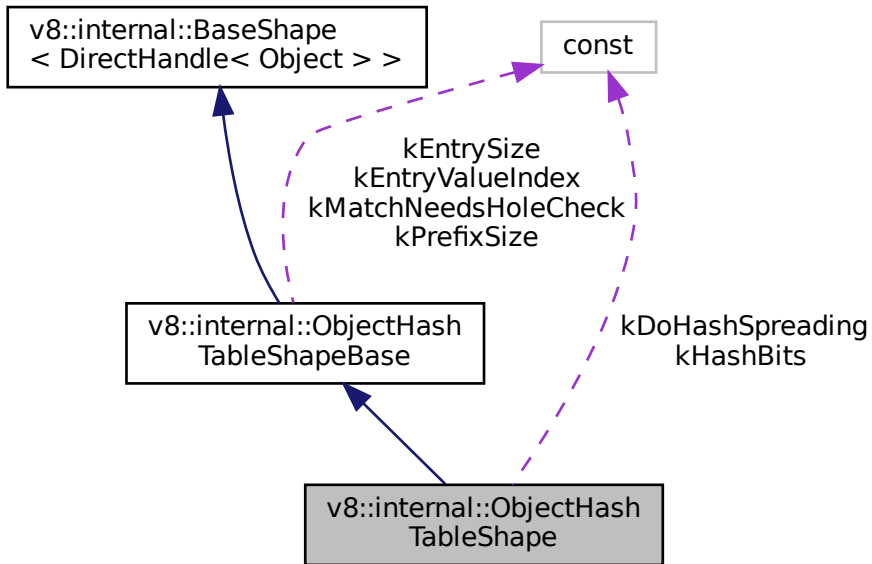 v8::internal::BaseShape
< DirectHandle< Object > >
const
kEntrySize
kEntryValueIndex
kMatchNeedsHoleCheck
kPrefixSize
v8::internal::ObjectHash
TableShapeBase
kDoHashSpreading
kHashBits
v8::internal::ObjectHash
TableShape